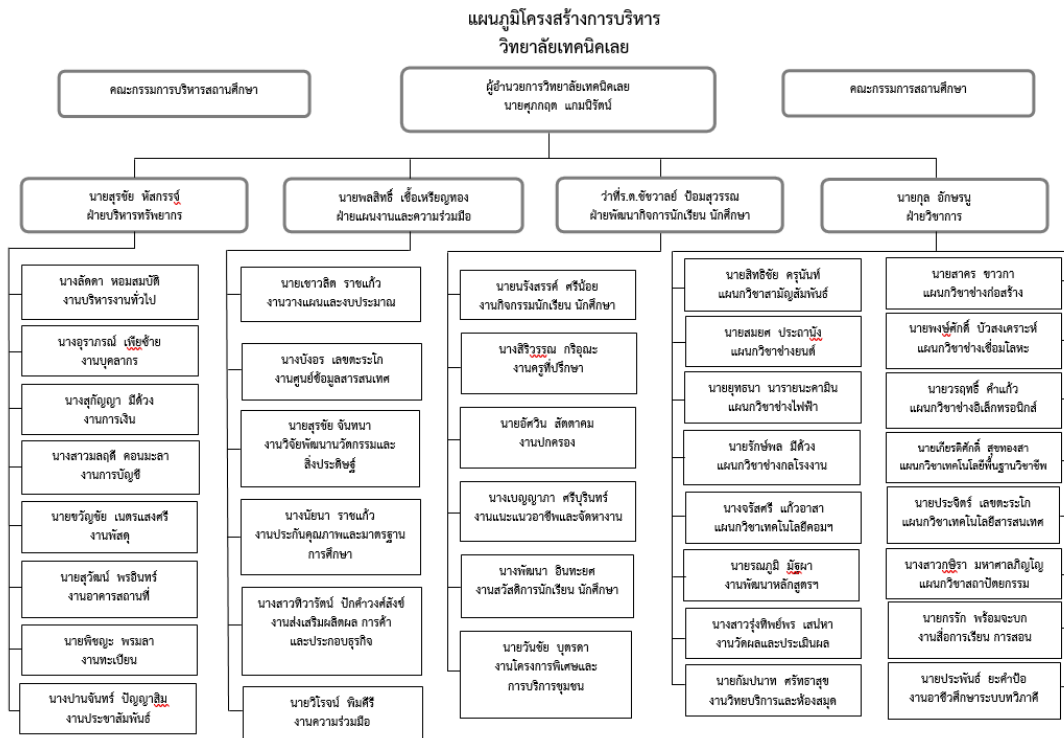 แผนภูมิโครงสร้างการบริหาร
วิทยาลัยเทคนิคเลย
คณะกรรมการบริหารสถานศึกษา
ผู้อำนวยการวิทยาลัยเทคนิคเลย
นายศุภกฤต แกมนิรัตน์
คณะกรรมการสถานศึกษา
นายสุรชัย หัสกรรจ์
ฝ่ายบริหารทรัพยากร
นายพลสิทธิ์ เชื้อเหรียญทอง
ฝ่ายแผนงานและความร่วมมือ
ว่าที่ร.ต.ชัชวาลย์ ป้อมสุวรรณ
ฝ่ายพัฒนากิจการนักเรียน นักศึกษา
นายกุล อักษรนู
ฝ่ายวิชาการ
นางลัดดา หอมสมบัติ
งานบริหารงานทั่วไป
นางอุราภรณ์ เพียซ้าย
งานบุคลากร
นางสุกัญญา มีด้วง
งานการเงิน
นางสาวมลฤดี คอนมะลา
งานการบัญชี
นายขวัญชัย เนตรแสงศรี
งานพัสดุ
นายสุวัฒน์ พรอินทร์
งานอาคารสถานที่
นายพิชญะ พรมลา
งานทะเบียน
นางปานจันทร์ ปัญญาสิม
งานประชาสัมพันธ์
นายเชาวลิต ราชแก้ว
งานวางแผนและงบประมาณ
นางบังอร เลขตะระโก
งานศูนย์ข้อมูลสารสนเทศ
นายสุรชัย จันทนา
งานวิจัยพัฒนานวัตกรรมและ
สิ่งประดิษฐ์
นางนัยนา ราชแก้ว
งานประกันคุณภาพและมาตรฐาน
การศึกษา
นางสาวทิวารัตน์ ปักคำวงศ์สังข์
งานส่งเสริมผลิตผล การค้า
และประกอบธุรกิจ
นายวิโรจน์ พิมคีรี
งานความร่วมมือ
นายนรังสรรค์ ศรีน้อย
งานกิจกรรมนักเรียน นักศึกษา
นางสิริวรรณ กริอุณะ
งานครูที่ปรึกษา
นายอัศวิน สัตตาคม
งานปกครอง
นางเบญญาภา ศรีบุรินทร์
งานแนะแนวอาชีพและจัดหางาน
นางพัฒนา อินทะยศ
งานสวัสดิการนักเรียน นักศึกษา
นายวันชัย บุตรดา
งานโครงการพิเศษและ
การบริการชุมชน
นายสิทธิชัย ครุนันท์
แผนกวิชาสามัญสัมพันธ์
นายสมยศ ประถานัง
แผนกวิชาช่างยนต์
นายยุทธนา นารายนะคามิน
แผนกวิชาช่างไฟฟ้า
นายรักษ์พล มีด้วง
แผนกวิชาช่างกลโรงงาน
นางจรัสศรี แก้วอาสา
แผนกวิชาเทคโนโลยีคอมฯ
นายรณภูมิ มัฐผา
งานพัฒนาหลักสูตรฯ
นางสาวรุ่งทิพย์พร เสน่หา
งานวัดผลและประเมินผล
นายกัมปนาท ศรัทธาสุข
งานวิทยบริการและห้องสมุด
นายสาคร ขาวกา
แผนกวิชาช่างก่อสร้าง
นายพงษ์ศักดิ์ บัวสงเคราะห์
แผนกวิชาช่างเชื่อมโลหะ
นายวรฤทธิ์ คำแก้ว
แผนกวิชาช่างอิเล็กทรอนิกส์
นายเกียรติศักดิ์ สุขทองสา
แผนกวิชาเทคโนโลยีพื้นฐานวิชาชีพ
นายประจิตร์ เลขตะระโก
แผนกวิชาเทคโนโลยีสารสนเทศ
นางสาวกษิรา มหาศาลภิญโญ
แผนกวิชาสถาปัตยกรรม
นายกรรัก พร้อมจะบก
งานสื่อการเรียน การสอน
นายประพันธ์ ยะคำป้อ
งานอาชีวศึกษาระบบทวิภาคี